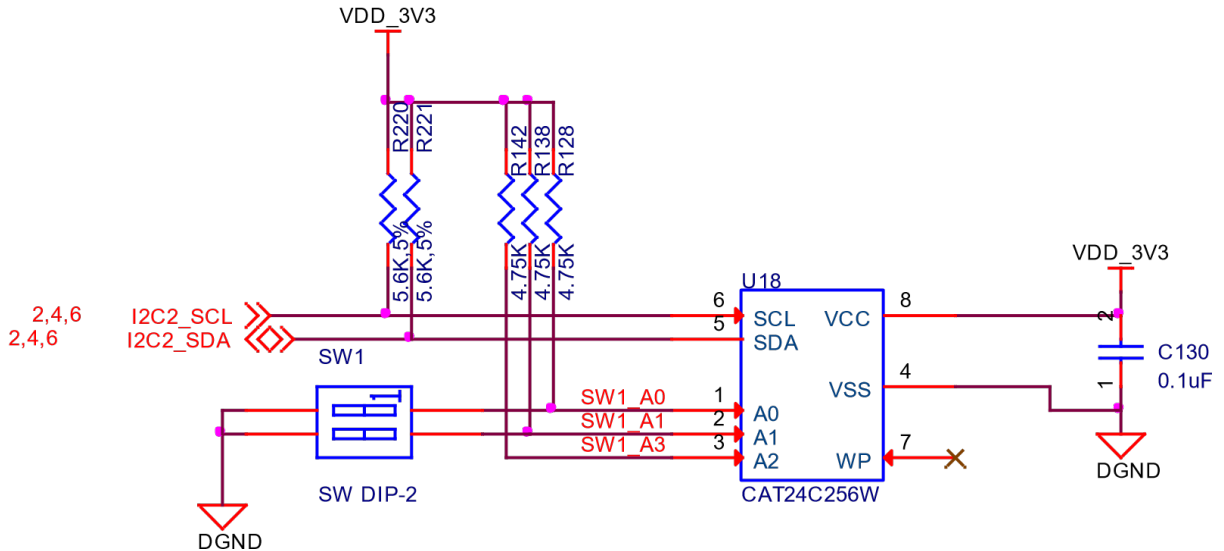 VDD_3V3
R220
R221
R142
R138
R128
5.6K,5%
5.6K,5%
4.75K
4.75K
4.75K
VDD_3V3
U18
2,4,6
I2C2_SCL
2,4,6
I2C2_SDA
6
5
SCL
SDA
VCC
8
2
C130
0.1uF
1
SW1
1
VSS
4
SW1_A0
1
A0
SW1_A1
2
A1
SW1_A3
3
A2
WP
7
DGND
SW DIP-2
CAT24C256W
DGND